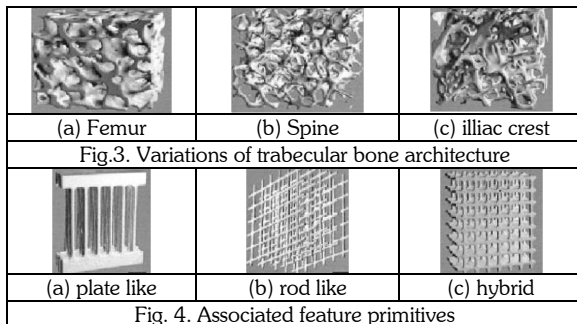 (a) Femur (b) Spine (c) illiac crest
Fig.3. Variations of trabecular bone architecture
(a) plate like (b) rod like (c) hybrid
Fig. 4. Associated feature primitives